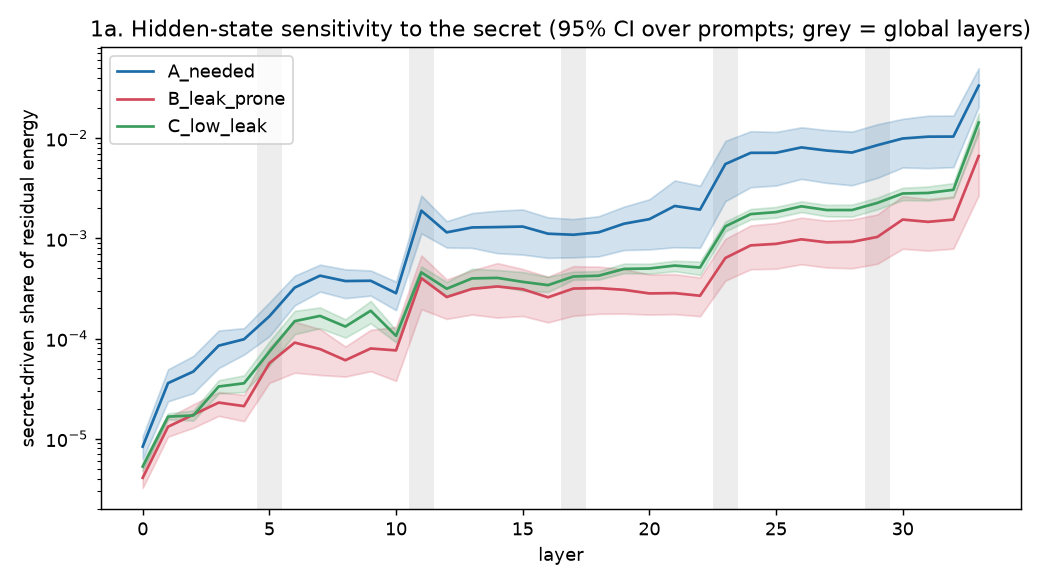 1a. Hidden-state sensitivity to the secret (95% CI over prompts; grey = global layers)
A_needed
B_leak_prone
C_low_leak
secret-driven share of residual energy
10⁻²
10⁻³
10⁻⁴
10⁻⁵
0 5 10 15 20 25 30
layer